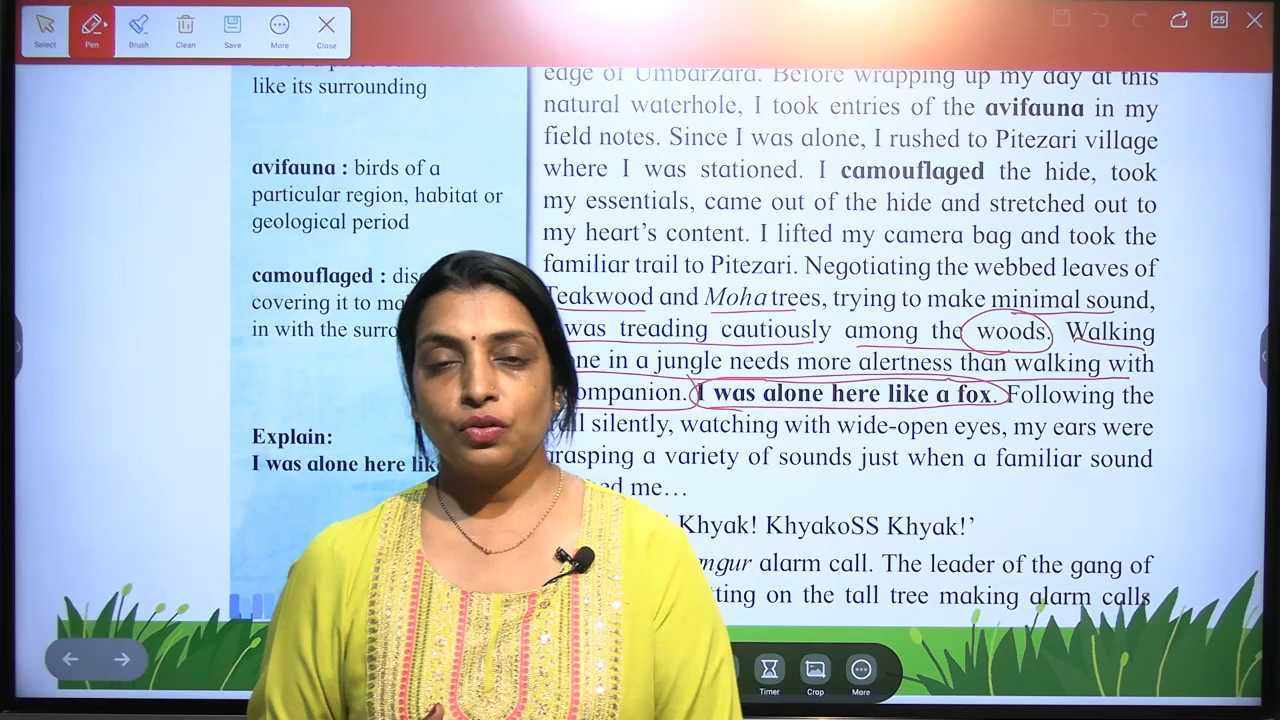 Select Pen Brush Clean Save More Close
25
like its surrounding
avifauna : birds of a
particular region, habitat or
geological period
camouflaged :
covering it to
in with the
Explain:
I was alone here
edge of Umbarzara. Before wrapping up my day at this
natural waterhole, I took entries of the avifauna in my
field notes. Since I was alone, I rushed to Pitezari village
where I was stationed. I camouflaged the hide, took
my essentials, came out of the hide and stretched out to
my heart's content. I lifted my camera bag and took the
familiar trail to Pitezari. Negotiating the webbed leaves of
Teakwood and Moha trees, trying to make minimal sound,
was treading cautiously among the woods. Walking
in a jungle needs more alertness than walking with
I was alone here like a fox. Following the
silently, watching with wide-open eyes, my ears were
grasping a variety of sounds just when a familiar sound
me…
Khyak! KhyakoSS Khyak!'
alarm call. The leader of the gang of
on the tall tree making alarm calls
Timer Crop More